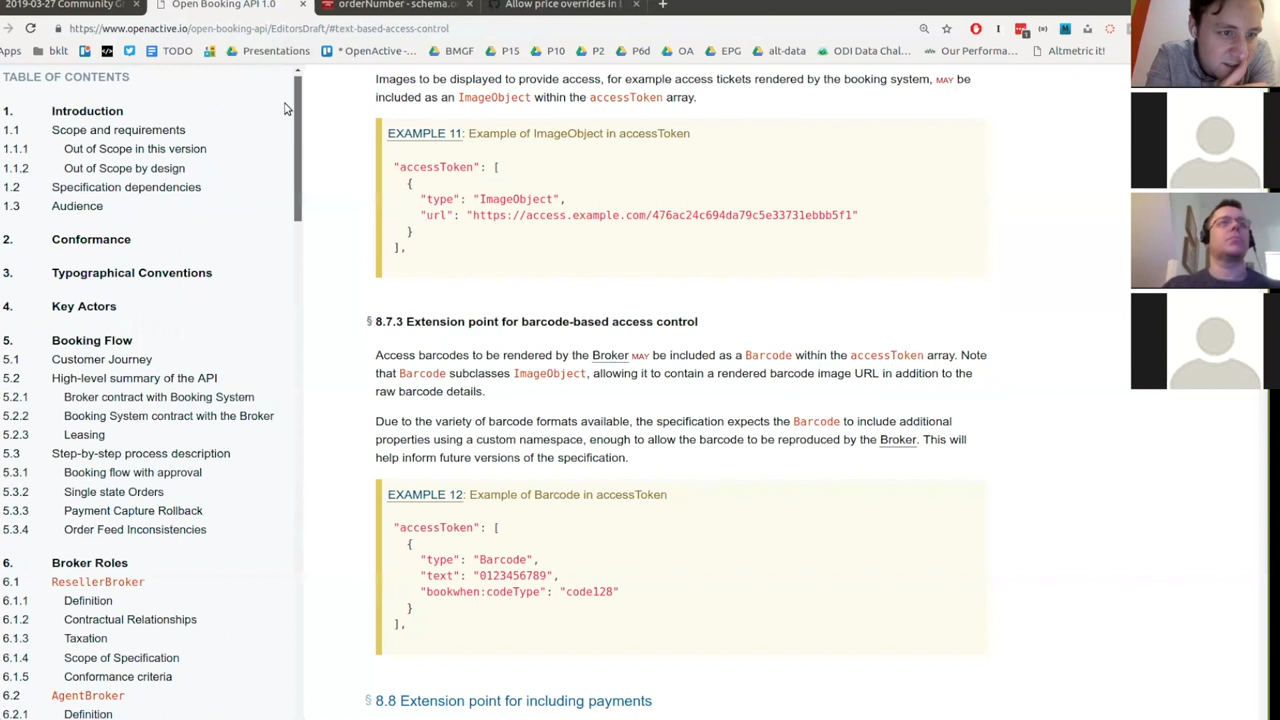 2019-03-27 Community G
Open Booking API 1.0
orderNumber - schema.o
Allow price overrides in
https://www.openactive.io/open-booking-api/EditorsDraft/#text-based-access-control
Apps bklt TODO Presentations * OpenActive -... BMGF P15 P10 P2 P6d OA EPG alt-data ODI Data Chal... Our Performa... Altmetric it!
TABLE OF CONTENTS
1. Introduction
1.1 Scope and requirements
1.1.1 Out of Scope in this version
1.1.2 Out of Scope by design
1.2 Specification dependencies
1.3 Audience
2. Conformance
3. Typographical Conventions
4. Key Actors
5. Booking Flow
5.1 Customer Journey
5.2 High-level summary of the API
5.2.1 Broker contract with Booking System
5.2.2 Booking System contract with the Broker
5.2.3 Leasing
5.3 Step-by-step process description
5.3.1 Booking flow with approval
5.3.2 Single state Orders
5.3.3 Payment Capture Rollback
5.3.4 Order Feed Inconsistencies
6. Broker Roles
6.1 ResellerBroker
6.1.1 Definition
6.1.2 Contractual Relationships
6.1.3 Taxation
6.1.4 Scope of Specification
6.1.5 Conformance criteria
6.2 AgentBroker
6.2.1 Definition
Images to be displayed to provide access, for example access tickets rendered by the booking system, MAY be
included as an ImageObject within the accessToken array.
EXAMPLE 11: Example of ImageObject in accessToken
"accessToken": [
{
"type": "ImageObject",
"url": "https://access.example.com/476ac24c694da79c5e33731ebbb5f1"
}
],
§ 8.7.3 Extension point for barcode-based access control
Access barcodes to be rendered by the Broker MAY be included as a Barcode within the accessToken array. Note
that Barcode subclasses ImageObject, allowing it to contain a rendered barcode image URL in addition to the
raw barcode details.
Due to the variety of barcode formats available, the specification expects the Barcode to include additional
properties using a custom namespace, enough to allow the barcode to be reproduced by the Broker. This will
help inform future versions of the specification.
EXAMPLE 12: Example of Barcode in accessToken
"accessToken": [
{
"type": "Barcode",
"text": "0123456789",
"bookwhen:codeType": "code128"
}
],
§ 8.8 Extension point for including payments